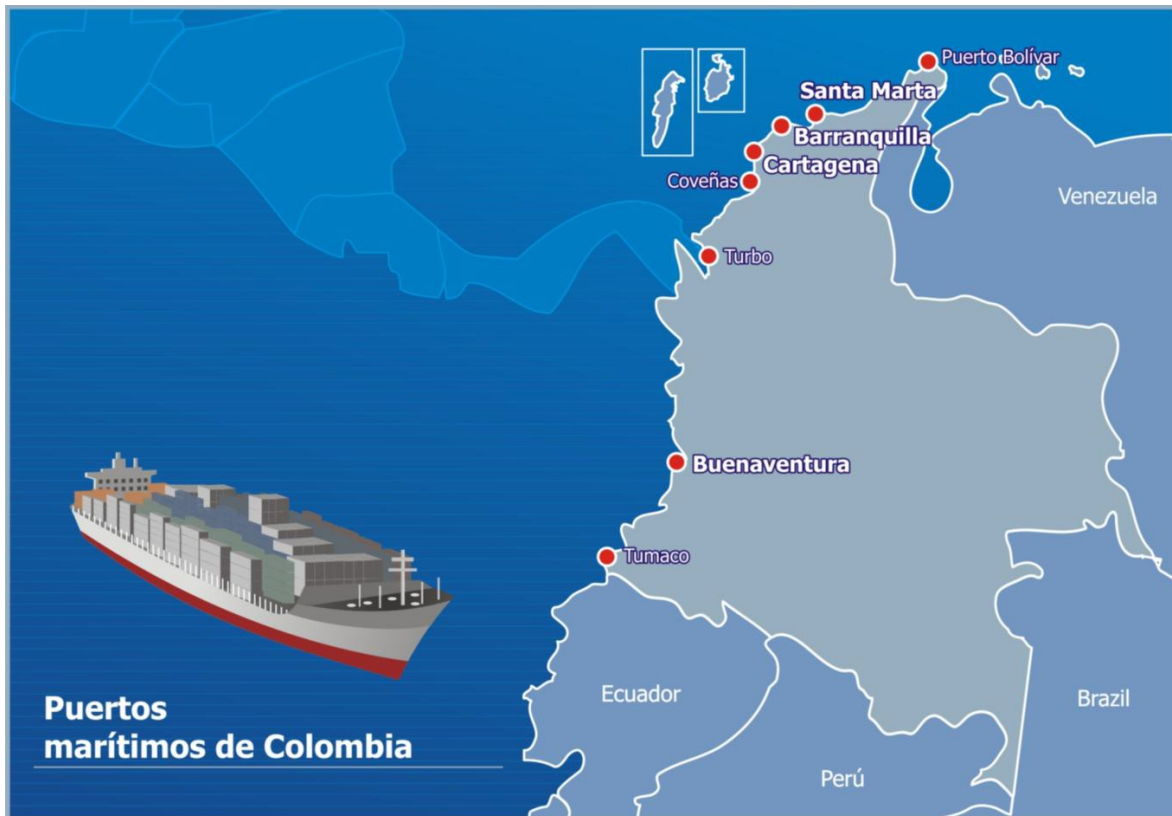 Puerto Bolívar
Santa Marta
Barranquilla
Cartagena
Coveñas
Venezuela
Turbo
Buenaventura
Tumaco
Ecuador
Brazil
Perú
Puertos
marítimos de Colombia